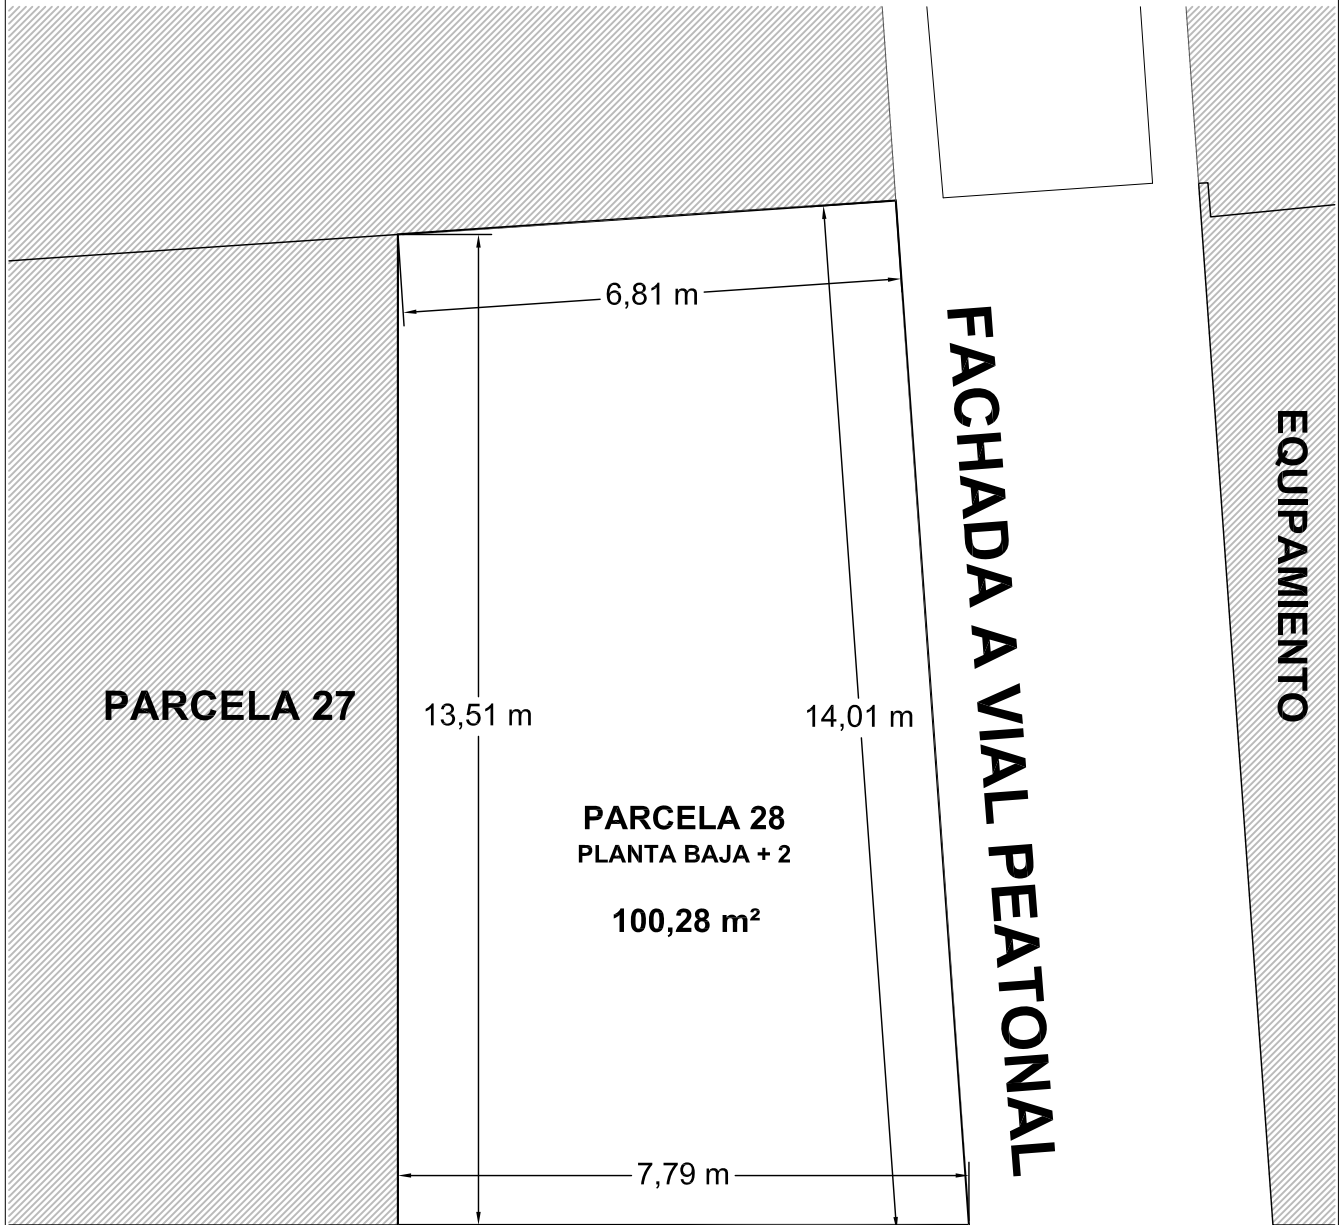 6,81 m
FACHADA A VIAL PEATONAL
EQUIPAMIENTO
PARCELA 27
13,51 m
14,01 m
PARCELA 28
PLANTA BAJA + 2
100,28 m²
7,79 m